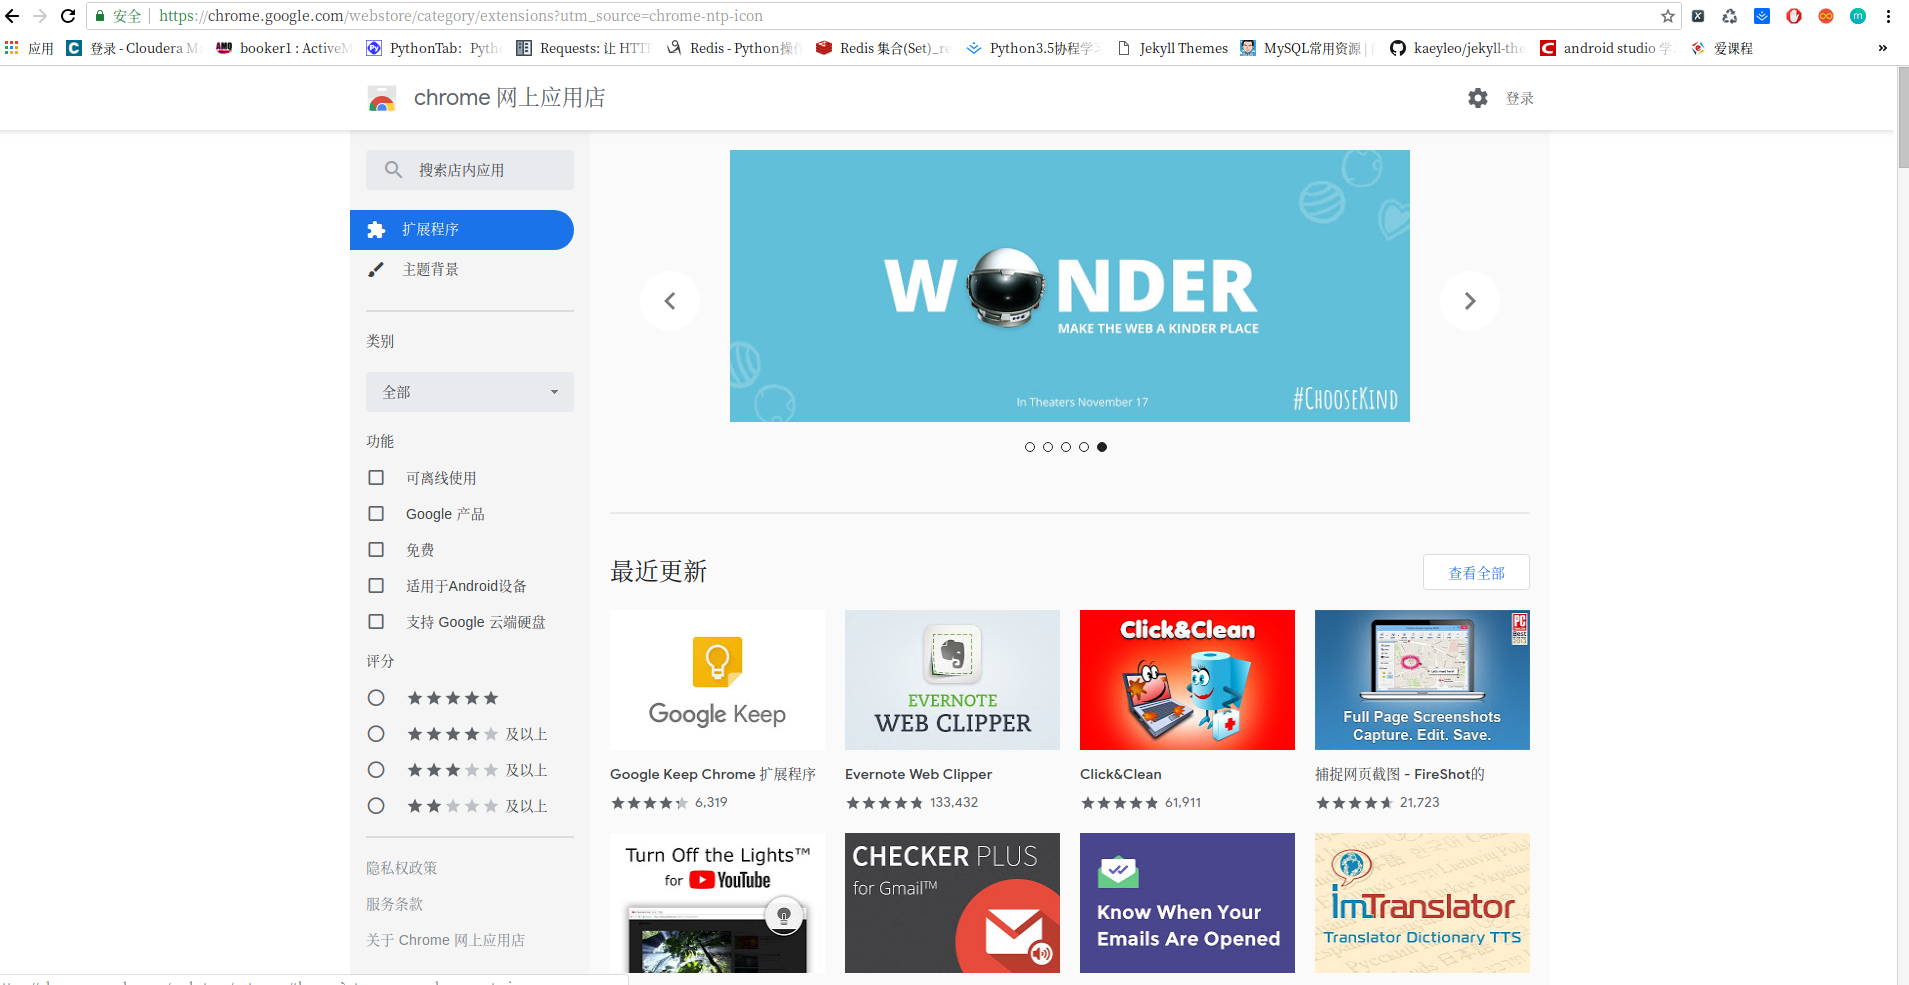 安全 https://chrome.google.com/webstore/category/extensions?utm_source=chrome-ntp-icon
应用 登录 - Cloudera booker1 : ActiveM PythonTab： Requests: 让 HTT Redis - Python操 Redis 集合(Set)_re Python3.5协程学 Jekyll Themes MySQL常用资源 | kaeyleo/jekyll-the android studio 学 爱课程 »
chrome 网上应用店
登录
搜索店内应用
扩展程序
主题背景
类别
全部
功能
可离线使用
Google 产品
免费
适用于Android设备
支持 Google 云端硬盘
评分
及以上
及以上
及以上
隐私权政策
服务条款
关于 Chrome 网上应用店
WONDER
MAKE THE WEB A KINDER PLACE
In Theaters November 17
#CHOOSEKIND
最近更新
查看全部
Google Keep
EVERNOTE
WEB CLIPPER
Click&Clean
Full Page Screenshots
Capture. Edit. Save.
Google Keep Chrome 扩展程序
6,319
Evernote Web Clipper
133,432
Click&Clean
61,911
捕捉网页截图 - FireShot的
21,723
Turn Off the Lights™
for YouTube
CHECKER PLUS
for Gmail™
Know When Your
Emails Are Opened
ImTranslator
Translator Dictionary TTS